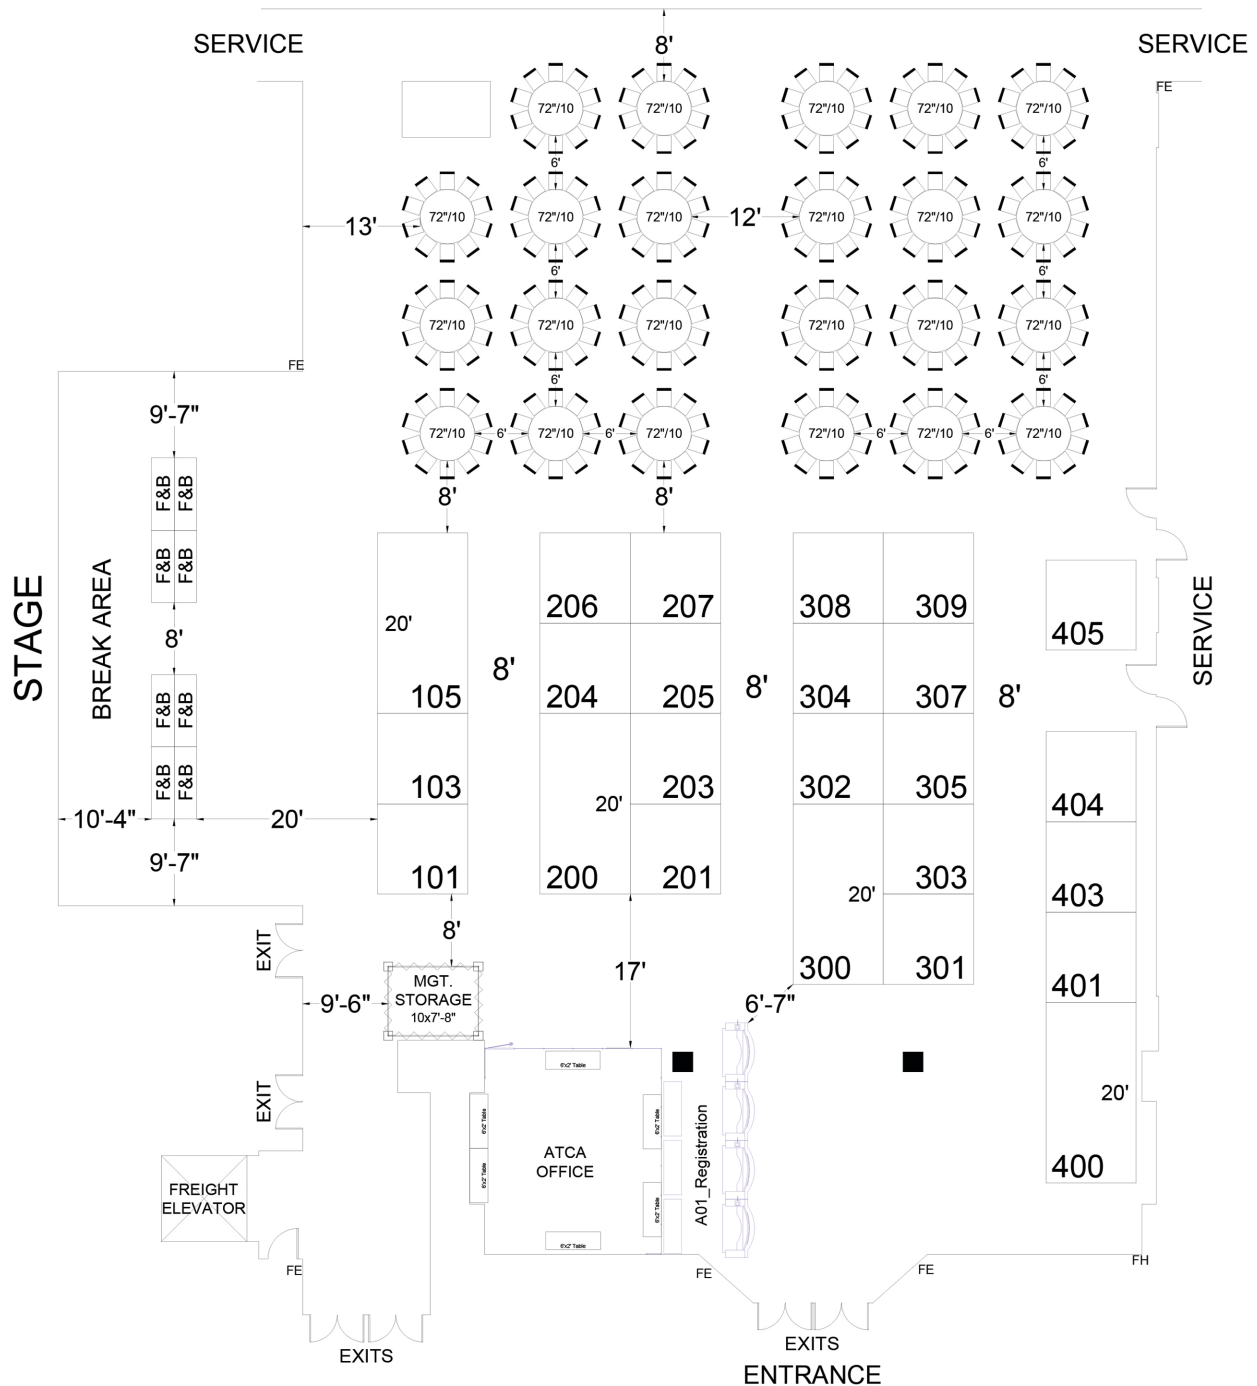 SERVICE
8'
SERVICE
FE
72"/10
72"/10
72"/10
72"/10
72"/10
6'
6'
13'
72"/10
72"/10
72"/10
12'
72"/10
72"/10
72"/10
6'
6'
72"/10
72"/10
72"/10
72"/10
72"/10
72"/10
FE
6'
6'
9'-7"
72"/10
6'
72"/10
6'
72"/10
72"/10
6'
72"/10
6'
72"/10
8'
8'
F&B
F&B
F&B
F&B
STAGE
BREAK AREA
8'
F&B
F&B
F&B
F&B
10'-4"
20'
9'-7"
20'
105
103
101
8'
206
207
204
205
20'
203
200
201
8'
308
309
304
307
302
305
20'
303
300
301
8'
405
SERVICE
404
403
401
20'
400
EXIT
8'
17'
9'-6"
MGT.
STORAGE
10x7'-8"
6'-7"
EXIT
6'x2' Table
6'x2' Table
6'x2' Table
6'x2' Table
6'x2' Table
6'x2' Table
ATCA
OFFICE
A01_Registration
FREIGHT
ELEVATOR
FE
FE
FE
FH
EXITS
EXITS
ENTRANCE